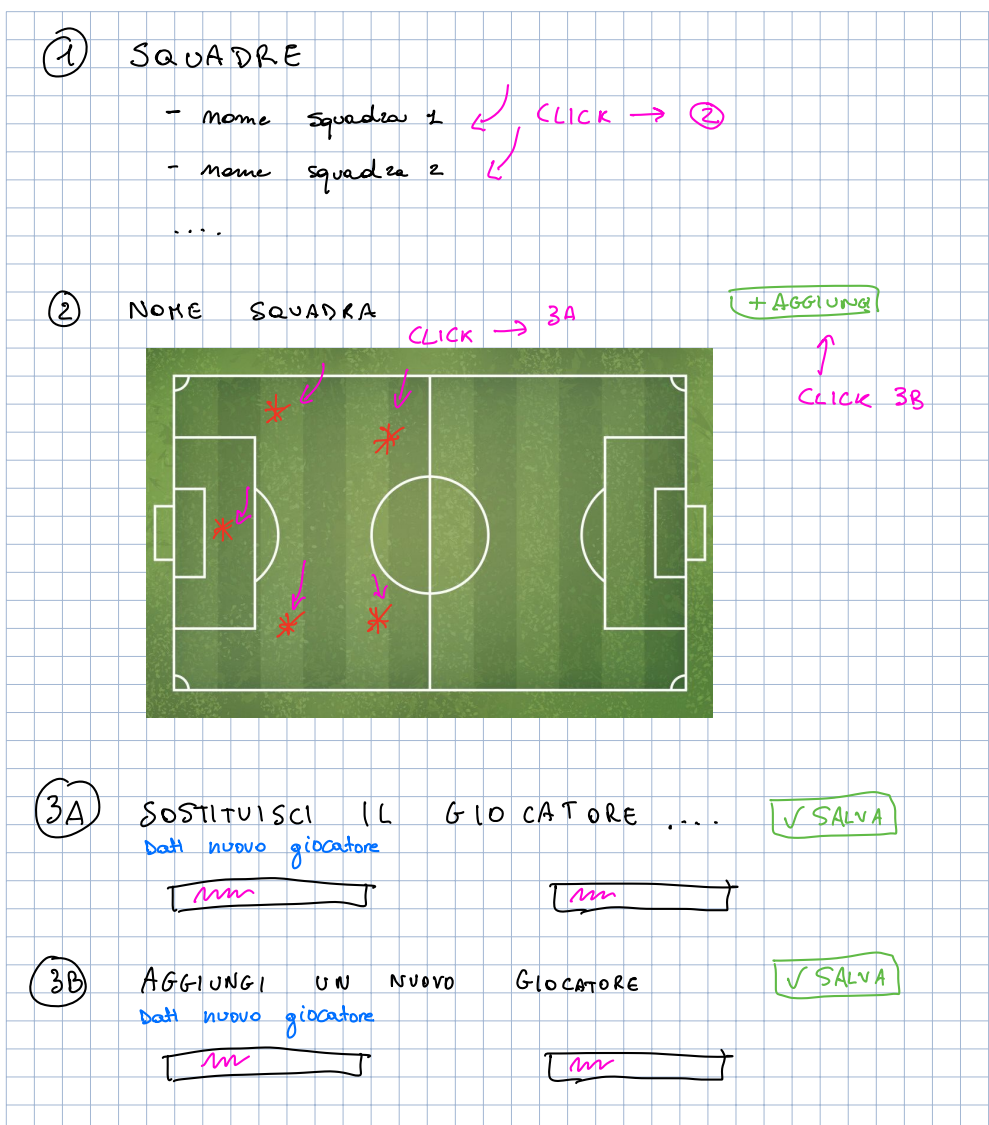 1 SQUADRE
- nome squadra 1 CLICK → 2
- nome squadra 2
....
2 NOME SQUADRA + AGGIUNGI
CLICK → 3A
CLICK 3B
3A SOSTITUISCI IL GIOCATORE .... √ SALVA
Dati nuovo giocatore
3B AGGIUNGI UN NUOVO GIOCATORE √ SALVA
Dati nuovo giocatore